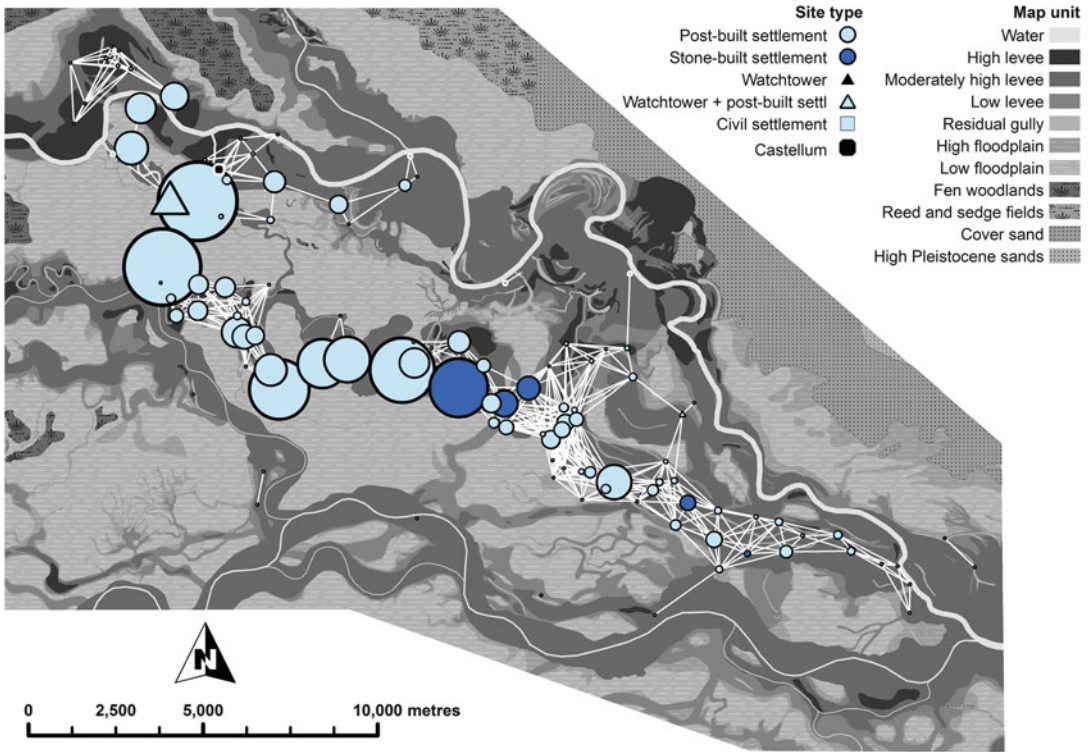 Site type
Post-built settlement
Stone-built settlement
Watchtower
Watchtower + post-built settl
Civil settlement
Castellum
Map unit
Water
High levee
Moderately high levee
Low levee
Residual gully
High floodplain
Low floodplain
Fen woodlands
Reed and sedge fields
Cover sand
High Pleistocene sands
N
0 2,500 5,000 10,000 metres